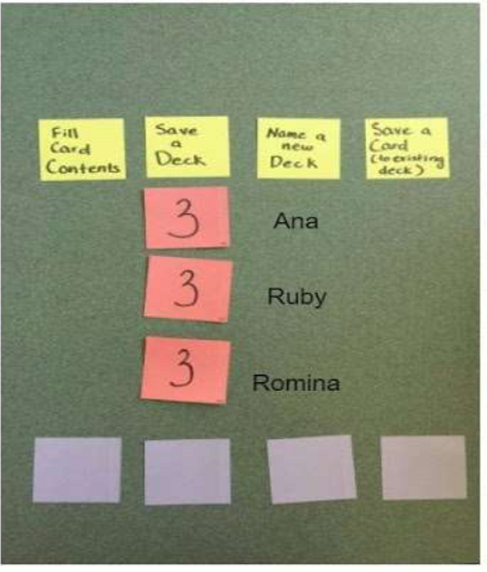 Fill
Card
Contents
Save
a
Deck
Name a
new
Deck
Save a
Card
(to existing
deck)
3
Ana
3
Ruby
3
Romina